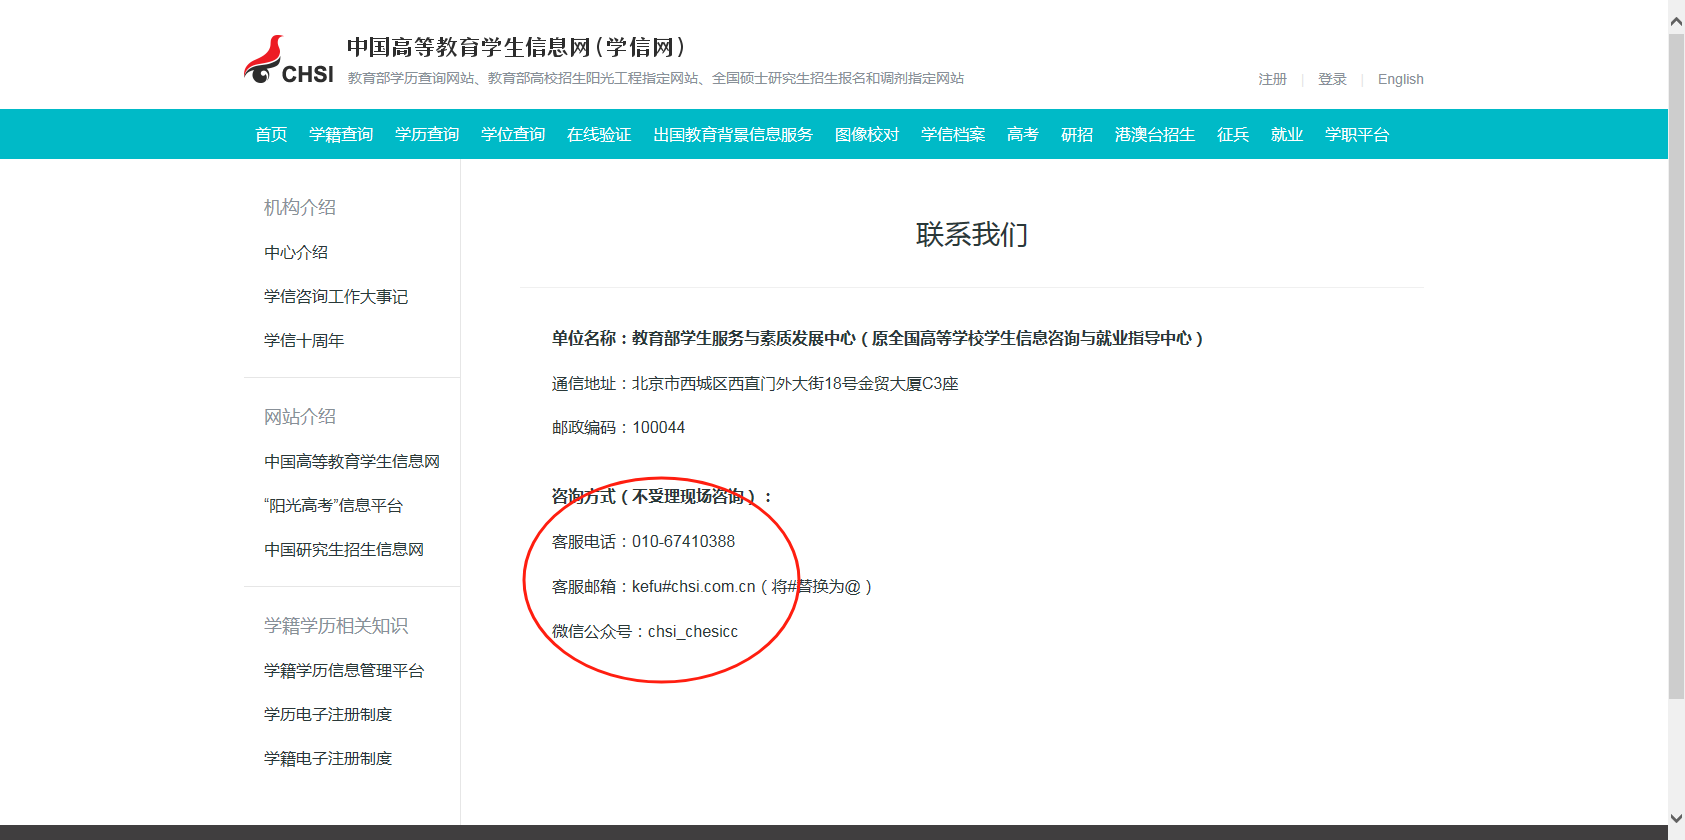 CHSI
中国高等教育学生信息网(学信网)
教育部学历查询网站、教育部高校招生阳光工程指定网站、全国硕士研究生招生报名和调剂指定网站
注册 | 登录 | English
首页 学籍查询 学历查询 学位查询 在线验证 出国教育背景信息服务 图像校对 学信档案 高考 研招 港澳台招生 征兵 就业 学职平台
机构介绍
中心介绍
学信咨询工作大事记
学信十周年
网站介绍
中国高等教育学生信息网
“阳光高考”信息平台
中国研究生招生信息网
学籍学历相关知识
学籍学历信息管理平台
学历电子注册制度
学籍电子注册制度
联系我们
单位名称：教育部学生服务与素质发展中心（原全国高等学校学生信息咨询与就业指导中心）
通信地址：北京市西城区西直门外大街18号金贸大厦C3座
邮政编码：100044
咨询方式（不受理现场咨询）：
客服电话：010-67410388
客服邮箱：kefu#chsi.com.cn（将#替换为@）
微信公众号：chsi_chesicc